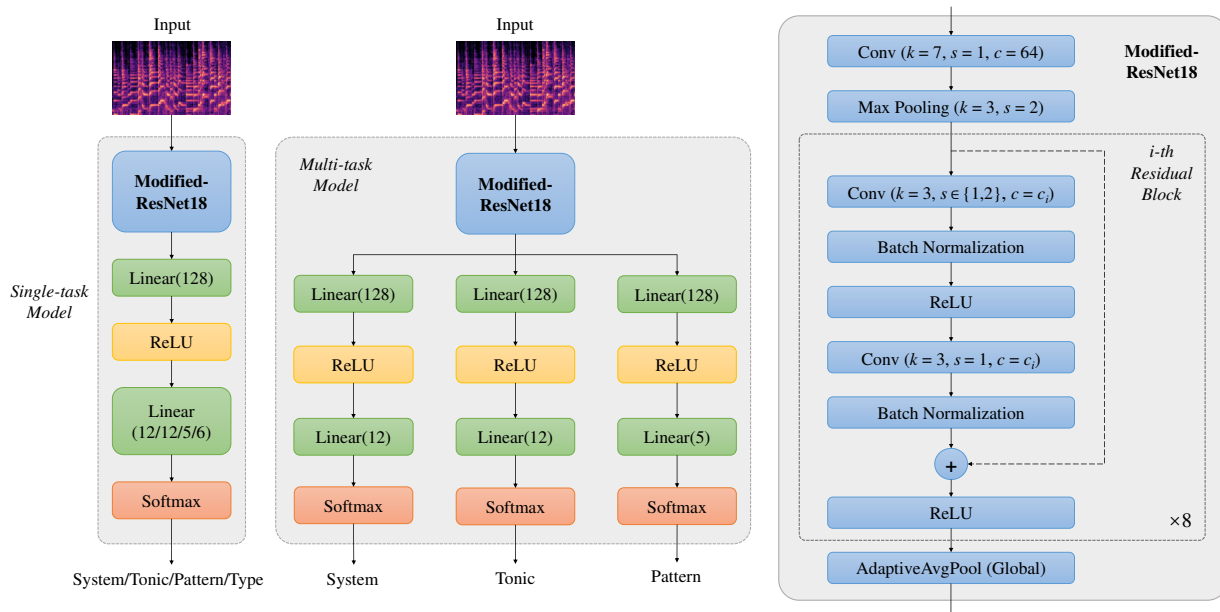 Input
Modified-
ResNet18
Linear(128)
ReLU
Linear
(12/12/5/6)
Softmax
Single-task
Model
System/Tonic/Pattern/Type
Input
Multi-task
Model
Modified-
ResNet18
Linear(128) Linear(128) Linear(128)
ReLU ReLU ReLU
Linear(12) Linear(12) Linear(5)
Softmax Softmax Softmax
System Tonic Pattern
Modified-
ResNet18
Conv (k = 7, s = 1, c = 64)
Max Pooling (k = 3, s = 2)
i-th
Residual
Block
Conv (k = 3, s ∈ {1,2}, c = cᵢ)
Batch Normalization
ReLU
Conv (k = 3, s = 1, c = cᵢ)
Batch Normalization
+
ReLU
×8
AdaptiveAvgPool (Global)